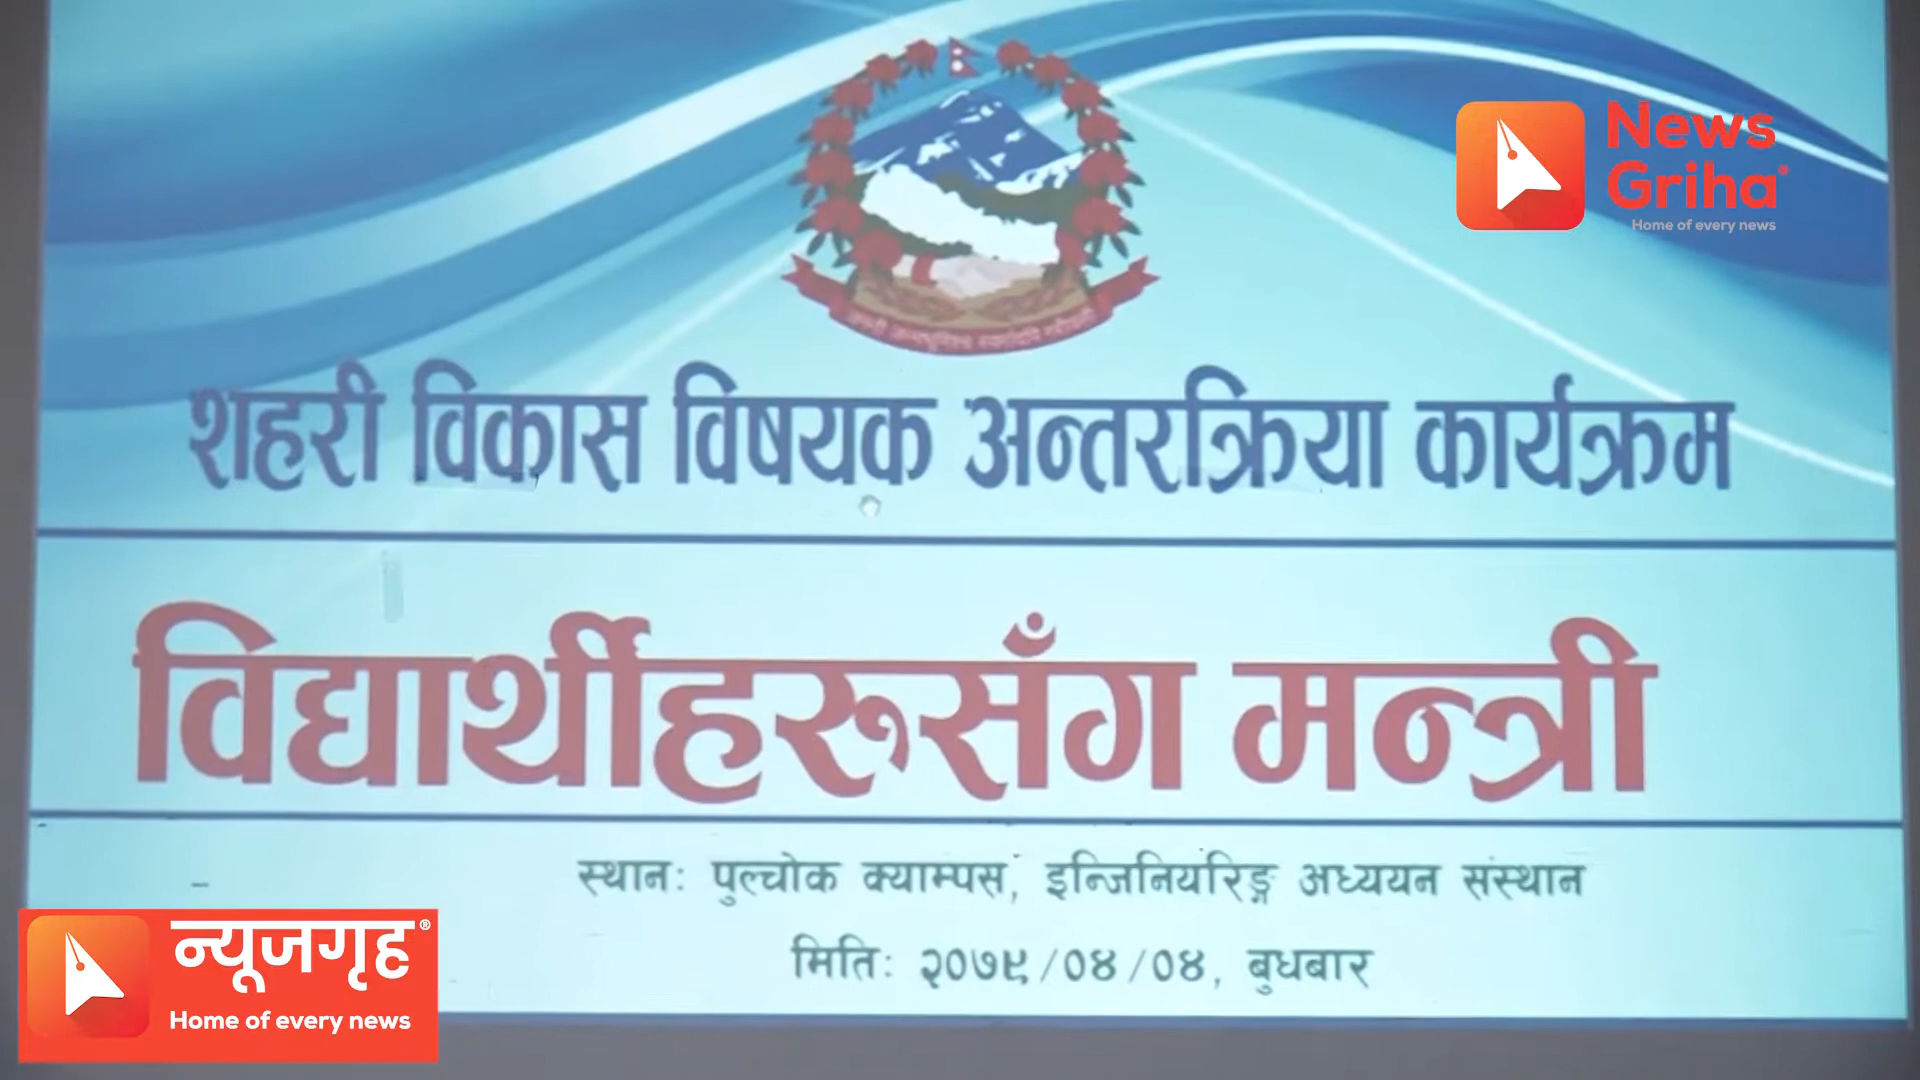 News
Griha
Home of every news
शहरी विकास विषयक अन्तरक्रिया कार्यक्रम
विद्यार्थीहरुसँग मन्त्री
स्थान: पुल्चोक क्याम्पस, इन्जिनियरिङ्ग अध्ययन संस्थान
मिति: २०७९/०४/०४, बुधबार
न्यूजगृह®
Home of every news